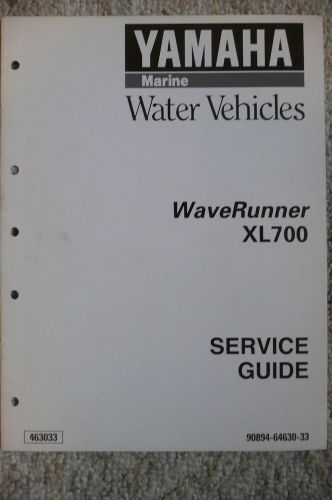 YAMAHA
Marine
Water Vehicles
WaveRunner
XL700
SERVICE
GUIDE
463033
90894-64630-33